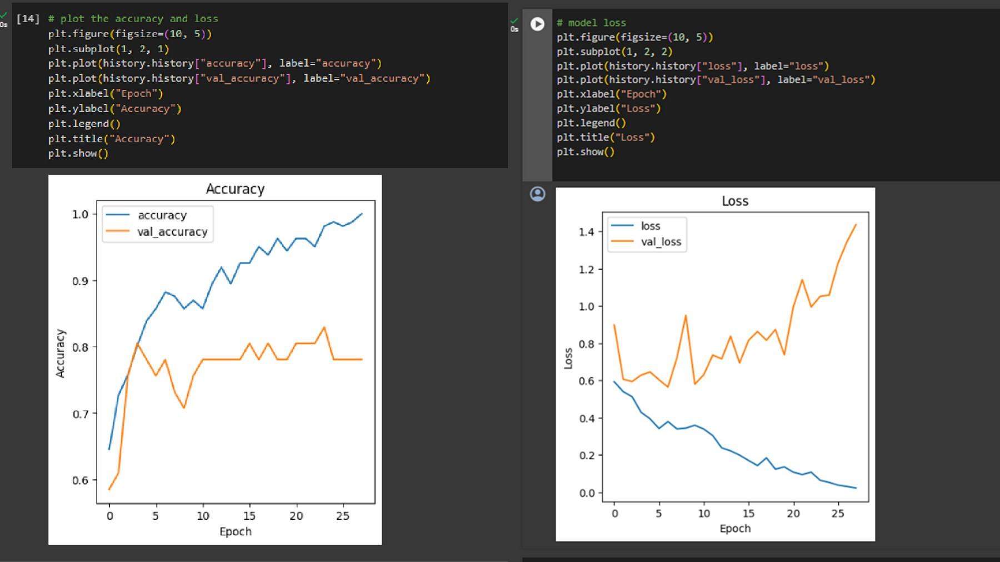 [14] # plot the accuracy and loss
plt.figure(figsize=(10, 5))
plt.subplot(1, 2, 1)
plt.plot(history.history["accuracy"], label="accuracy")
plt.plot(history.history["val_accuracy"], label="val_accuracy")
plt.xlabel("Epoch")
plt.ylabel("Accuracy")
plt.legend()
plt.title("Accuracy")
plt.show()
0s
Accuracy
accuracy
val_accuracy
1.0
0.9
0.8
0.7
0.6
Accuracy
0 5 10 15 20 25
Epoch
0s
# model loss
plt.figure(figsize=(10, 5))
plt.subplot(1, 2, 2)
plt.plot(history.history["loss"], label="loss")
plt.plot(history.history["val_loss"], label="val_loss")
plt.xlabel("Epoch")
plt.ylabel("Loss")
plt.legend()
plt.title("Loss")
plt.show()
Loss
loss
val_loss
1.4
1.2
1.0
0.8
0.6
0.4
0.2
0.0
Loss
0 5 10 15 20 25
Epoch